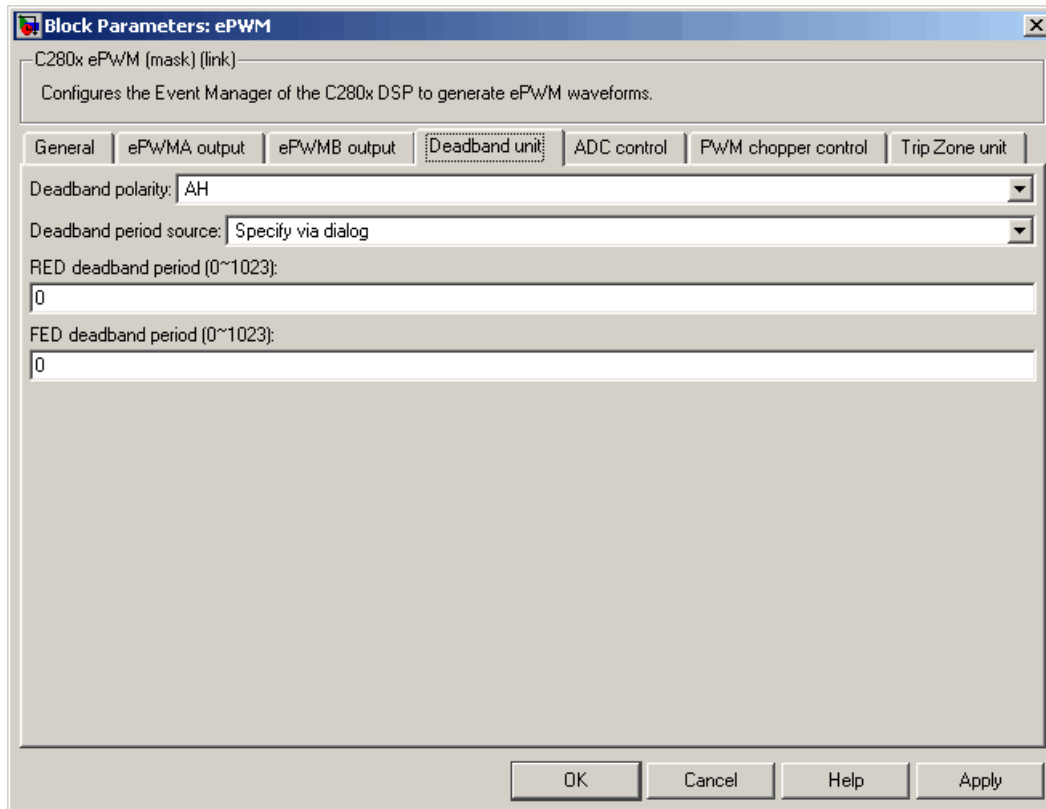 Block Parameters: ePWM
C280x ePWM (mask) (link)
Configures the Event Manager of the C280x DSP to generate ePWM waveforms.
General ePWMA output ePWMB output Deadband unit ADC control PWM chopper control Trip Zone unit
Deadband polarity: AH
Deadband period source: Specify via dialog
RED deadband period (0~1023):
0
FED deadband period (0~1023):
0
OK Cancel Help Apply